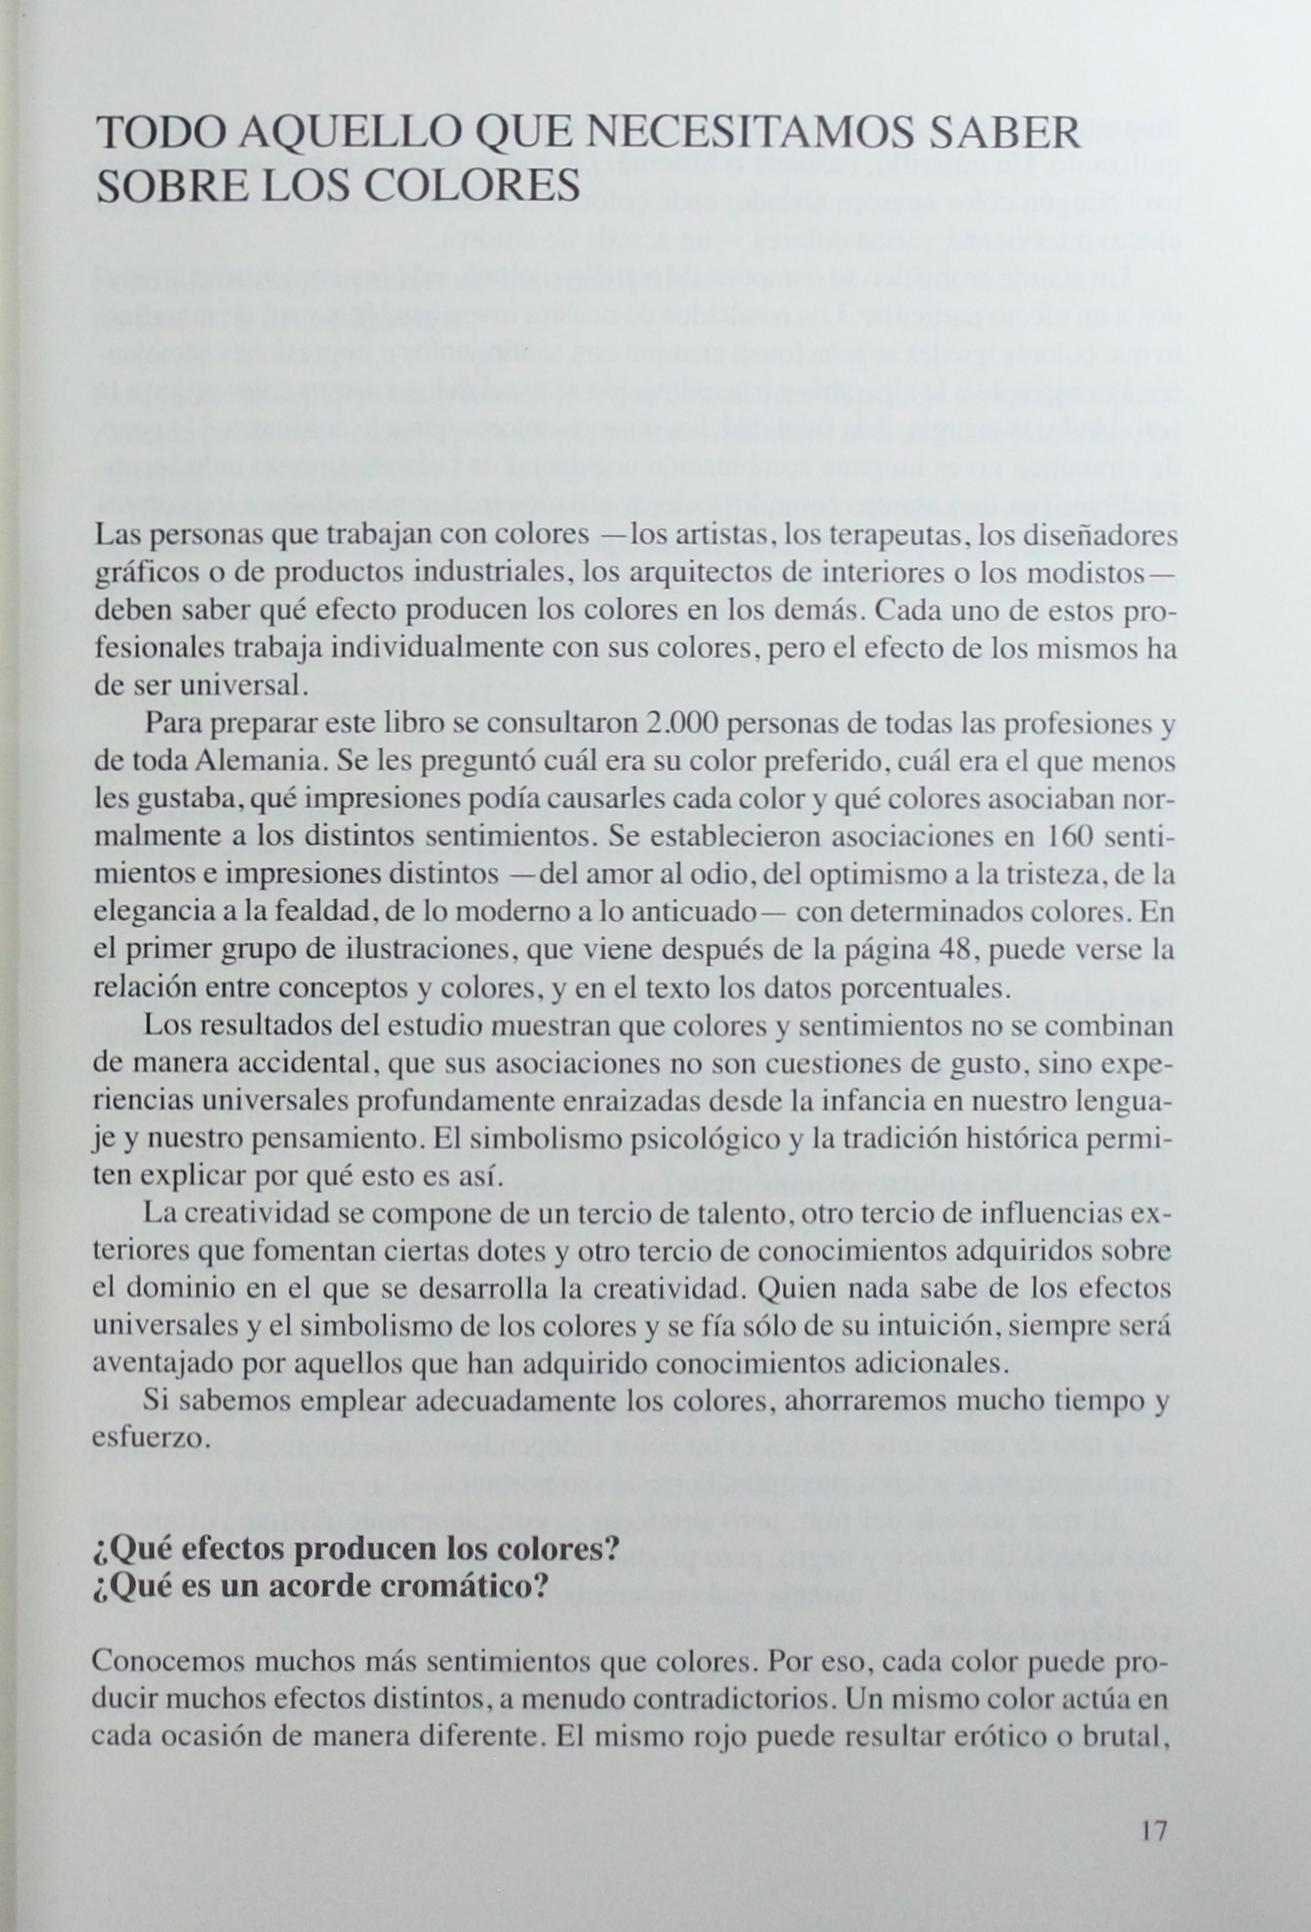 TODO AQUELLO QUE NECESITAMOS SABER
SOBRE LOS COLORES
Las personas que trabajan con colores —los artistas, los terapeutas, los diseñadores
gráficos o de productos industriales, los arquitectos de interiores o los modistos—
deben saber qué efecto producen los colores en los demás. Cada uno de estos pro-
fesionales trabaja individualmente con sus colores, pero el efecto de los mismos ha
de ser universal.
Para preparar este libro se consultaron 2.000 personas de todas las profesiones y
de toda Alemania. Se les preguntó cuál era su color preferido, cuál era el que menos
les gustaba, qué impresiones podía causarles cada color y qué colores asociaban nor-
malmente a los distintos sentimientos. Se establecieron asociaciones en 160 senti-
mientos e impresiones distintos —del amor al odio, del optimismo a la tristeza, de la
elegancia a la fealdad, de lo moderno a lo anticuado— con determinados colores. En
el primer grupo de ilustraciones, que viene después de la página 48, puede verse la
relación entre conceptos y colores, y en el texto los datos porcentuales.
Los resultados del estudio muestran que colores y sentimientos no se combinan
de manera accidental, que sus asociaciones no son cuestiones de gusto, sino expe-
riencias universales profundamente enraizadas desde la infancia en nuestro lengua-
je y nuestro pensamiento. El simbolismo psicológico y la tradición histórica permi-
ten explicar por qué esto es así.
La creatividad se compone de un tercio de talento, otro tercio de influencias ex-
teriores que fomentan ciertas dotes y otro tercio de conocimientos adquiridos sobre
el dominio en el que se desarrolla la creatividad. Quien nada sabe de los efectos
universales y el simbolismo de los colores y se fía sólo de su intuición, siempre será
aventajado por aquellos que han adquirido conocimientos adicionales.
Si sabemos emplear adecuadamente los colores, ahorraremos mucho tiempo y
esfuerzo.
¿Qué efectos producen los colores?
¿Qué es un acorde cromático?
Conocemos muchos más sentimientos que colores. Por eso, cada color puede pro-
ducir muchos efectos distintos, a menudo contradictorios. Un mismo color actúa en
cada ocasión de manera diferente. El mismo rojo puede resultar erótico o brutal,
17